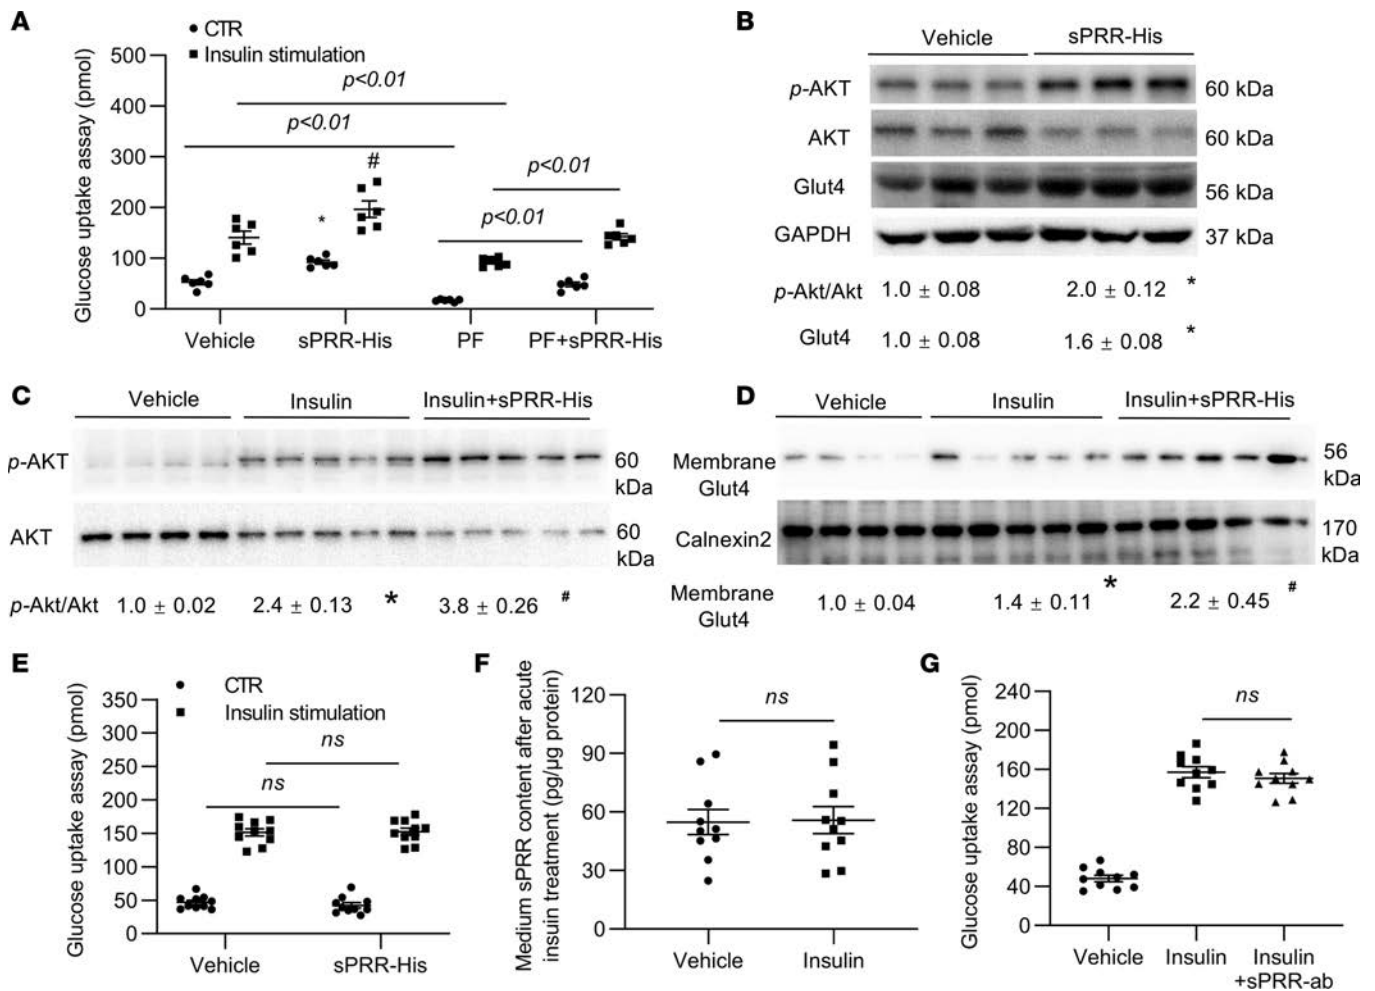 A
CTR
Insulin stimulation
Glucose uptake assay (pmol)
500
400
300
200
100
0
p<0.01
p<0.01
p<0.01
p<0.01
*
#
Vehicle
sPRR-His
PF
PF+sPRR-His
B
Vehicle
sPRR-His
p-AKT
60 kDa
AKT
60 kDa
Glut4
56 kDa
GAPDH
37 kDa
p-Akt/Akt
1.0 ± 0.08
2.0 ± 0.12
*
Glut4
1.0 ± 0.08
1.6 ± 0.08
*
C
Vehicle
Insulin
Insulin+sPRR-His
p-AKT
60
kDa
AKT
60
kDa
p-Akt/Akt
1.0 ± 0.02
2.4 ± 0.13
*
3.8 ± 0.26
#
D
Vehicle
Insulin
Insulin+sPRR-His
Membrane
Glut4
56
kDa
Calnexin2
170
kDa
Membrane
Glut4
1.0 ± 0.04
1.4 ± 0.11
*
2.2 ± 0.45
#
E
CTR
Insulin stimulation
Glucose uptake assay (pmol)
350
300
250
200
150
100
50
0
ns
ns
Vehicle
sPRR-His
F
Medium sPRR content after acute
insulin treatment (pg/µg protein)
120
90
60
30
0
ns
Vehicle
Insulin
G
Glucose uptake assay (pmol)
240
200
160
120
80
40
0
ns
Vehicle
Insulin
Insulin
+sPRR-ab